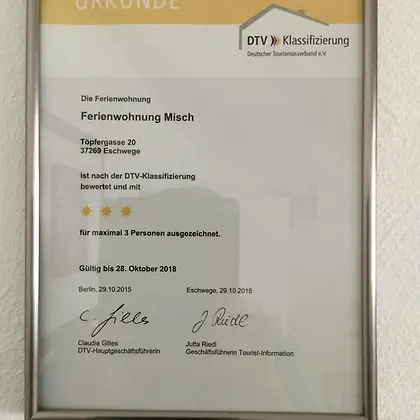 URKUNDE
DTV Klassifizierung
Deutscher Tourismusverband e.V.
Die Ferienwohnung
Ferienwohnung Misch
Töpfergasse 20
37269 Eschwege
ist nach der DTV-Klassifizierung
bewertet und mit
für maximal 3 Personen ausgezeichnet.
Gültig bis 28. Oktober 2018
Berlin, 29.10.2015
Eschwege, 29.10.2015
C. Gilles
J. Riedl
Claudia Gilles
DTV-Hauptgeschäftsführerin
Jutta Riedl
Geschäftsführerin Tourist-Information